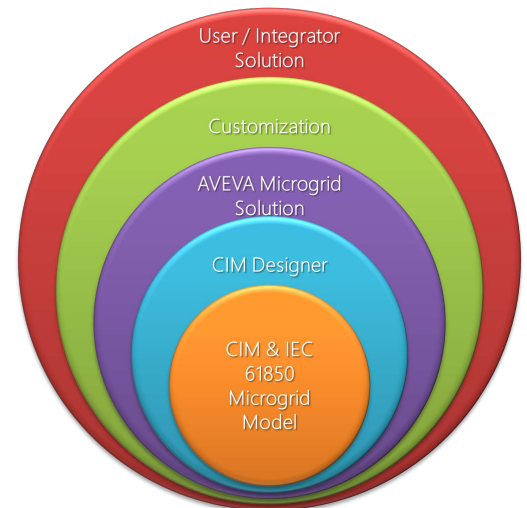 User / Integrator
Solution
Customization
AVEVA Microgrid
Solution
CIM Designer
CIM & IEC
61850
Microgrid
Model